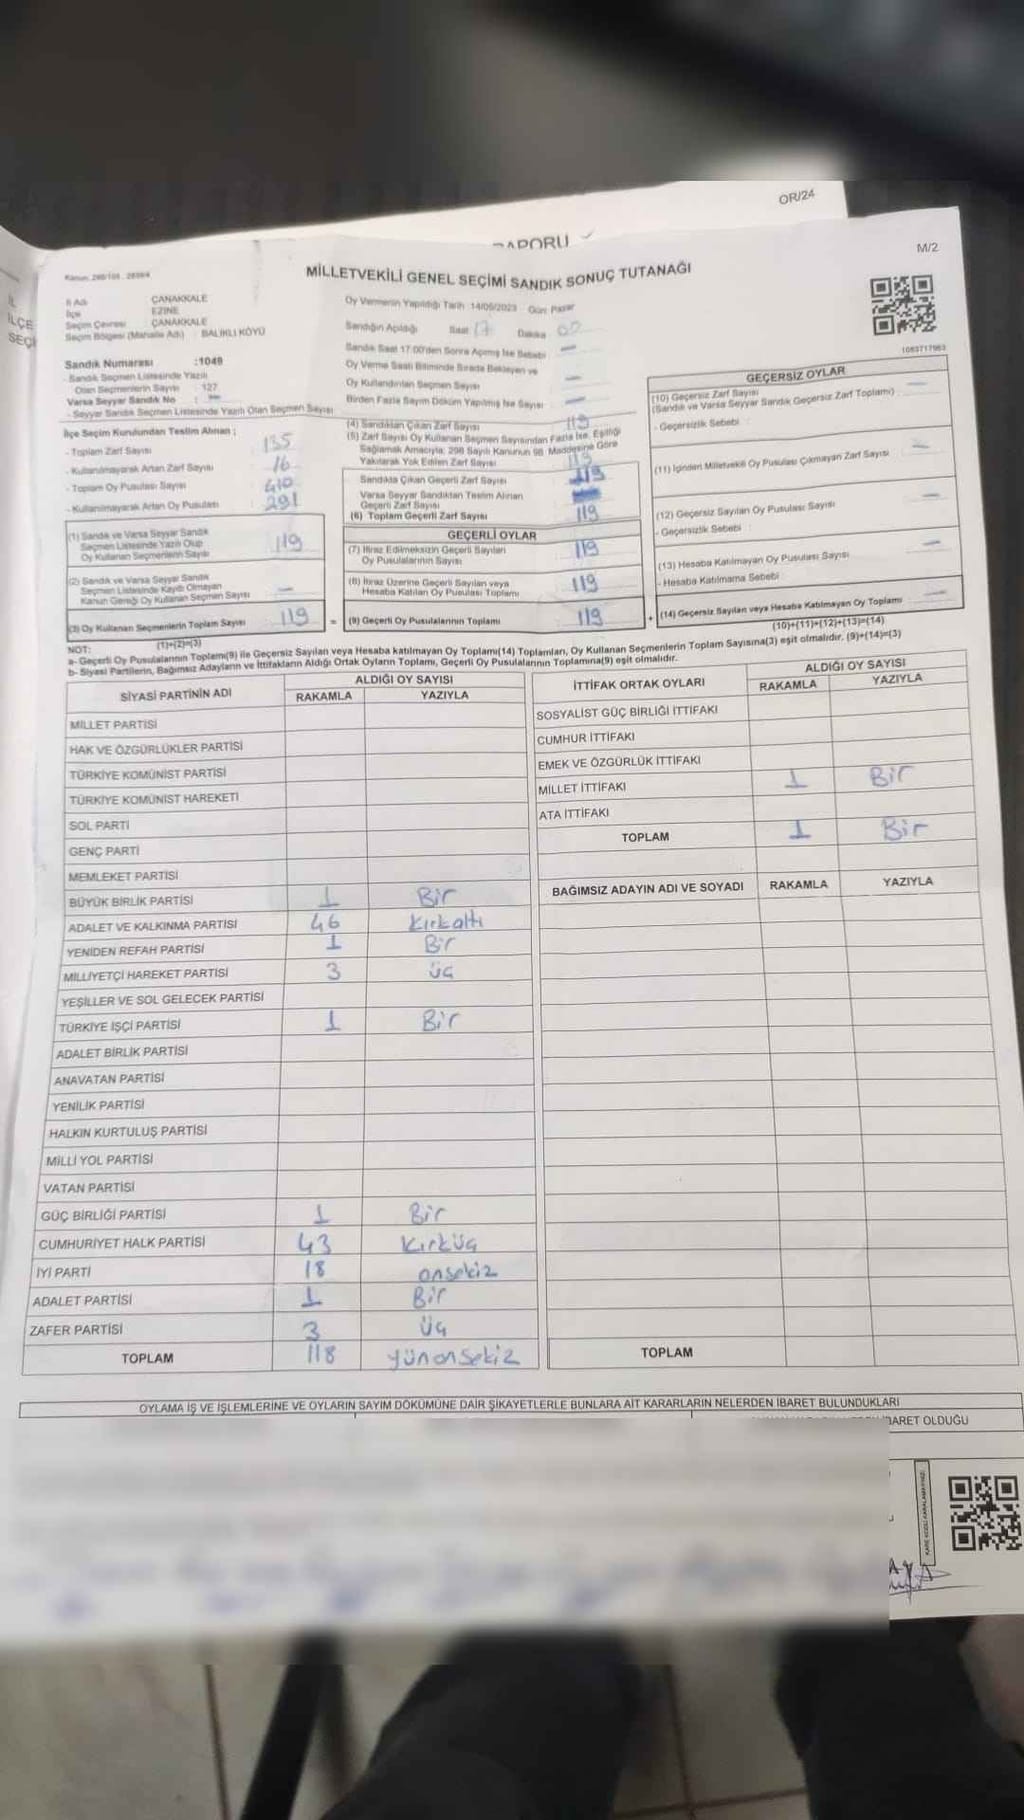 OR/24
RAPORU
M/2
MİLLETVEKİLİ GENEL SEÇİMİ SANDIK SONUÇ TUTANAĞI
İl Adı ÇANAKKALE
İlçe EZİNE
Seçim Çevresi ÇANAKKALE
Seçim Bölgesi (Mahalle Adı) BALIKLI KÖYÜ
Oy Vermenin Yapıldığı Tarih 14/05/2023 Gün: Pazar
Sandığın Açıldığı Saat 17 Dakika 00
Sandık Saat 17:00'den Sonra Açılmış İse Sebebi —
Oy Verme Saati Bitiminde Sırada Bekleyen ve
Oy Kullandırılan Seçmen Sayısı —
Birden Fazla Sayım Döküm Yapılmış İse Sayısı —
1083717963
Sandık Numarası :1049
- Sandık Seçmen Listesinde Yazılı
Olan Seçmenlerin Sayısı : 127
Varsa Seyyar Sandık No : —
- Seyyar Sandık Seçmen Listesinde Yazılı Olan Seçmen Sayısı
İlçe Seçim Kurulundan Teslim Alınan ;
- Toplam Zarf Sayısı 135
- Kullanılmayarak Artan Zarf Sayısı 16
- Toplam Oy Pusulası Sayısı 410
- Kullanılmayarak Artan Oy Pusulası 291
(1) Sandık ve Varsa Seyyar Sandık
Seçmen Listesinde Yazılı Olup
Oy Kullanan Seçmenlerin Sayısı 119
(2) Sandık ve Varsa Seyyar Sandık
Seçmen Listesinde Kaydı Olmayan
Kanun Gereği Oy Kullanan Seçmen Sayısı —
(3) Oy Kullanan Seçmenlerin Toplam Sayısı 119 =
(1)+(2)=(3)
(4) Sandıktan Çıkan Zarf Sayısı 119
(5) Zarf Sayısı Oy Kullanan Seçmen Sayısından Fazla İse, Eşitliği
Sağlamak Amacıyla; 298 Sayılı Kanunun 98. Maddesine Göre
Yakılarak Yok Edilen Zarf Sayısı 119
Sandıkta Çıkan Geçerli Zarf Sayısı 119
Varsa Seyyar Sandıktan Teslim Alınan
Geçerli Zarf Sayısı
(6) Toplam Geçerli Zarf Sayısı 119
GEÇERLİ OYLAR
(7) İtiraz Edilmeksizin Geçerli Sayılan
Oy Pusulalarının Sayısı 119
(8) İtiraz Üzerine Geçerli Sayılan veya
Hesaba Katılan Oy Pusulası Toplamı 119
(9) Geçerli Oy Pusulalarının Toplamı 119 +
GEÇERSİZ OYLAR
(10) Geçersiz Zarf Sayısı
(Sandık ve Varsa Seyyar Sandık Geçersiz Zarf Toplamı) —
- Geçersizlik Sebebi :
(11) İçinden Milletvekili Oy Pusulası Çıkmayan Zarf Sayısı —
(12) Geçersiz Sayılan Oy Pusulası Sayısı —
- Geçersizlik Sebebi :
(13) Hesaba Katılmayan Oy Pusulası Sayısı —
- Hesaba Katılmama Sebebi
(14) Geçersiz Sayılan veya Hesaba Katılmayan Oy Toplamı —
(10)+(11)+(12)+(13)=(14)
NOT:
a- Geçerli Oy Pusulalarının Toplamı(9) ile Geçersiz Sayılan veya Hesaba katılmayan Oy Toplamı(14) Toplamları, Oy Kullanan Seçmenlerin Toplam Sayısına(3) eşit olmalıdır. (9)+(14)=(3)
b- Siyasi Partilerin, Bağımsız Adayların ve İttifakların Aldığı Ortak Oyların Toplamı, Geçerli Oy Pusulalarının Toplamına(9) eşit olmalıdır.
SİYASİ PARTİNİN ADI ALDIĞI OY SAYISI
RAKAMLA YAZIYLA
MİLLET PARTİSİ
HAK VE ÖZGÜRLÜKLER PARTİSİ
TÜRKİYE KOMÜNİST PARTİSİ
TÜRKİYE KOMÜNİST HAREKETİ
SOL PARTİ
GENÇ PARTİ
MEMLEKET PARTİSİ
BÜYÜK BİRLİK PARTİSİ 1 Bir
ADALET VE KALKINMA PARTİSİ 46 Kırkaltı
YENİDEN REFAH PARTİSİ 1 Bir
MİLLİYETÇİ HAREKET PARTİSİ 3 üç
YEŞİLLER VE SOL GELECEK PARTİSİ
TÜRKİYE İŞÇİ PARTİSİ 1 Bir
ADALET BİRLİK PARTİSİ
ANAVATAN PARTİSİ
YENİLİK PARTİSİ
HALKIN KURTULUŞ PARTİSİ
MİLLİ YOL PARTİSİ
VATAN PARTİSİ
GÜÇ BİRLİĞİ PARTİSİ 1 Bir
CUMHURİYET HALK PARTİSİ 43 Kırküç
İYİ PARTİ 18 onsekiz
ADALET PARTİSİ 1 Bir
ZAFER PARTİSİ 3 üç
TOPLAM 118 yünonsekiz
İTTİFAK ORTAK OYLARI ALDIĞI OY SAYISI
RAKAMLA YAZIYLA
SOSYALİST GÜÇ BİRLİĞİ İTTİFAKI
CUMHUR İTTİFAKI
EMEK VE ÖZGÜRLÜK İTTİFAKI
MİLLET İTTİFAKI 1 Bir
ATA İTTİFAKI
TOPLAM 1 Bir
BAĞIMSIZ ADAYIN ADI VE SOYADI RAKAMLA YAZIYLA
TOPLAM
OYLAMA İŞ VE İŞLEMLERİNE VE OYLARIN SAYIM DÖKÜMÜNE DAİR ŞİKAYETLERLE BUNLARA AİT KARARLARIN NELERDEN İBARET BULUNDUKLARI
İBARET OLDUĞU